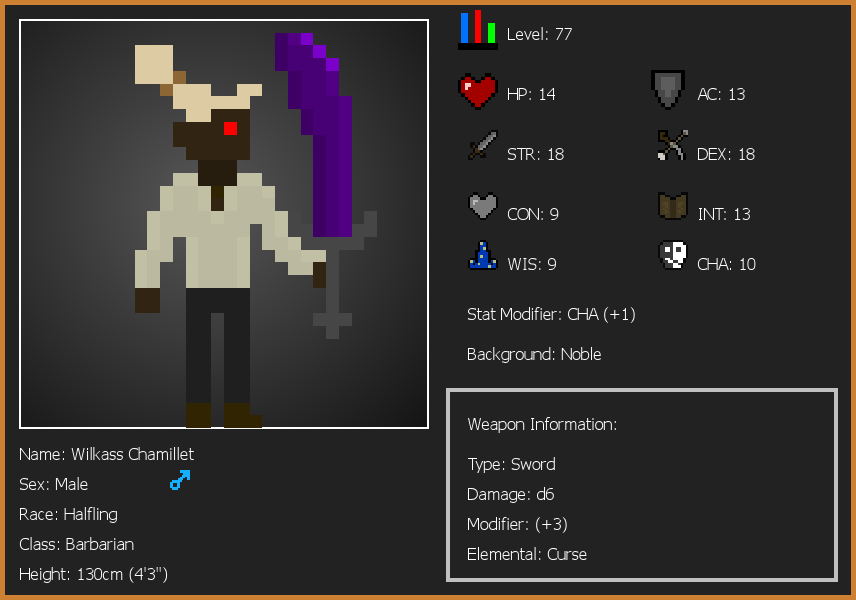 Level: 77
HP: 14
AC: 13
STR: 18
DEX: 18
CON: 9
INT: 13
WIS: 9
CHA: 10
Stat Modifier: CHA (+1)
Background: Noble
Weapon Information:
Type: Sword
Damage: d6
Modifier: (+3)
Elemental: Curse
Name: Wilkass Chamillet
Sex: Male
Race: Halfling
Class: Barbarian
Height: 130cm (4'3")